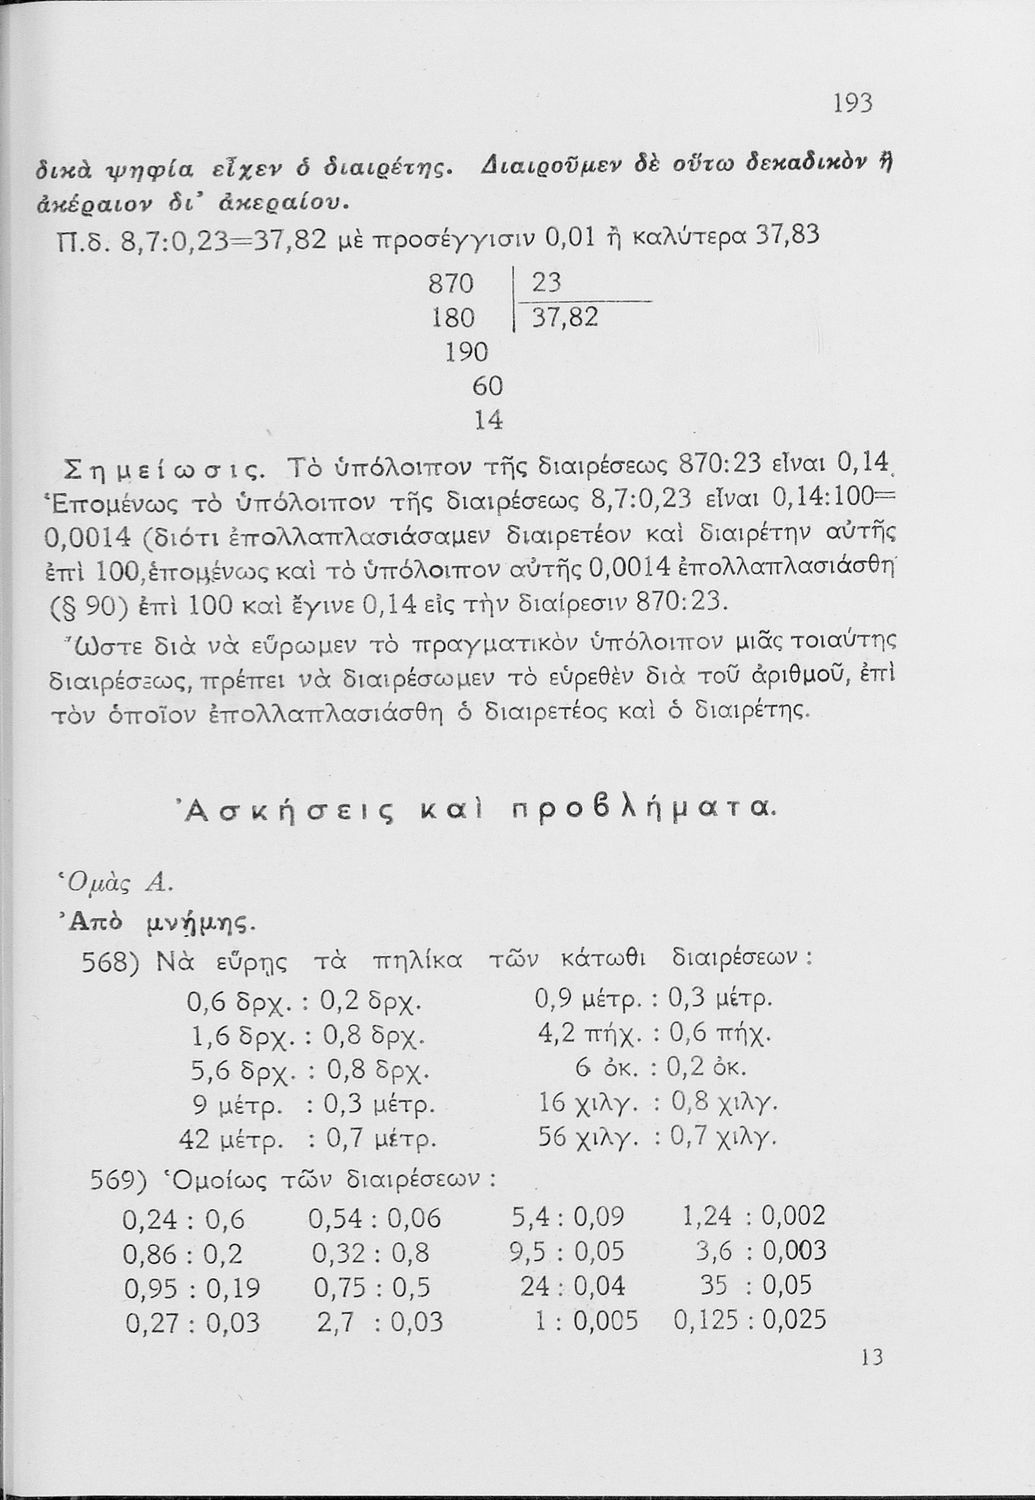 193
δικὰ ψηφία εἶχεν ὁ διαιρέτης. Διαιροῦμεν δὲ οὕτω δεκαδικὸν ἢ
ἀκέραιον δι’ ἀκεραίου.
Π.δ. 8,7:0,23=37,82 μὲ προσέγγισιν 0,01 ἢ καλύτερα 37,83
870 23
180 37,82
190
60
14
Σημείωσις. Τὸ ὑπόλοιπον τῆς διαιρέσεως 870:23 εἶναι 0,14.
Ἑπομένως τὸ ὑπόλοιπον τῆς διαιρέσεως 8,7:0,23 εἶναι 0,14:100=
0,0014 (διότι ἐπολλαπλασιάσαμεν διαιρετέον καὶ διαιρέτην αὐτῆς
ἐπὶ 100, ἑπομένως καὶ τὸ ὑπόλοιπον αὐτῆς 0,0014 ἐπολλαπλασιάσθη
(§ 90) ἐπὶ 100 καὶ ἔγινε 0,14 εἰς τὴν διαίρεσιν 870:23.
Ὥστε διὰ νὰ εὕρωμεν τὸ πραγματικὸν ὑπόλοιπον μιᾶς τοιαύτης
διαιρέσεως, πρέπει νὰ διαιρέσωμεν τὸ εὑρεθὲν διὰ τοῦ ἀριθμοῦ, ἐπὶ
τὸν ὁποῖον ἐπολλαπλασιάσθη ὁ διαιρετέος καὶ ὁ διαιρέτης.
Ἀσκήσεις καὶ προβλήματα.
Ὁμὰς Α.
Ἀπὸ μνήμης.
568) Νὰ εὕρῃς τὰ πηλίκα τῶν κάτωθι διαιρέσεων :
0,6 δρχ. : 0,2 δρχ. 0,9 μέτρ. : 0,3 μέτρ.
1,6 δρχ. : 0,8 δρχ. 4,2 πήχ. : 0,6 πήχ.
5,6 δρχ. : 0,8 δρχ. 6 ὀκ. : 0,2 ὀκ.
9 μέτρ. : 0,3 μέτρ. 16 χιλγ. : 0,8 χιλγ.
42 μέτρ. : 0,7 μέτρ. 56 χιλγ. : 0,7 χιλγ.
569) Ὁμοίως τῶν διαιρέσεων :
0,24 : 0,6 0,54 : 0,06 5,4 : 0,09 1,24 : 0,002
0,86 : 0,2 0,32 : 0,8 9,5 : 0,05 3,6 : 0,003
0,95 : 0,19 0,75 : 0,5 24 : 0,04 35 : 0,05
0,27 : 0,03 2,7 : 0,03 1 : 0,005 0,125 : 0,025
13